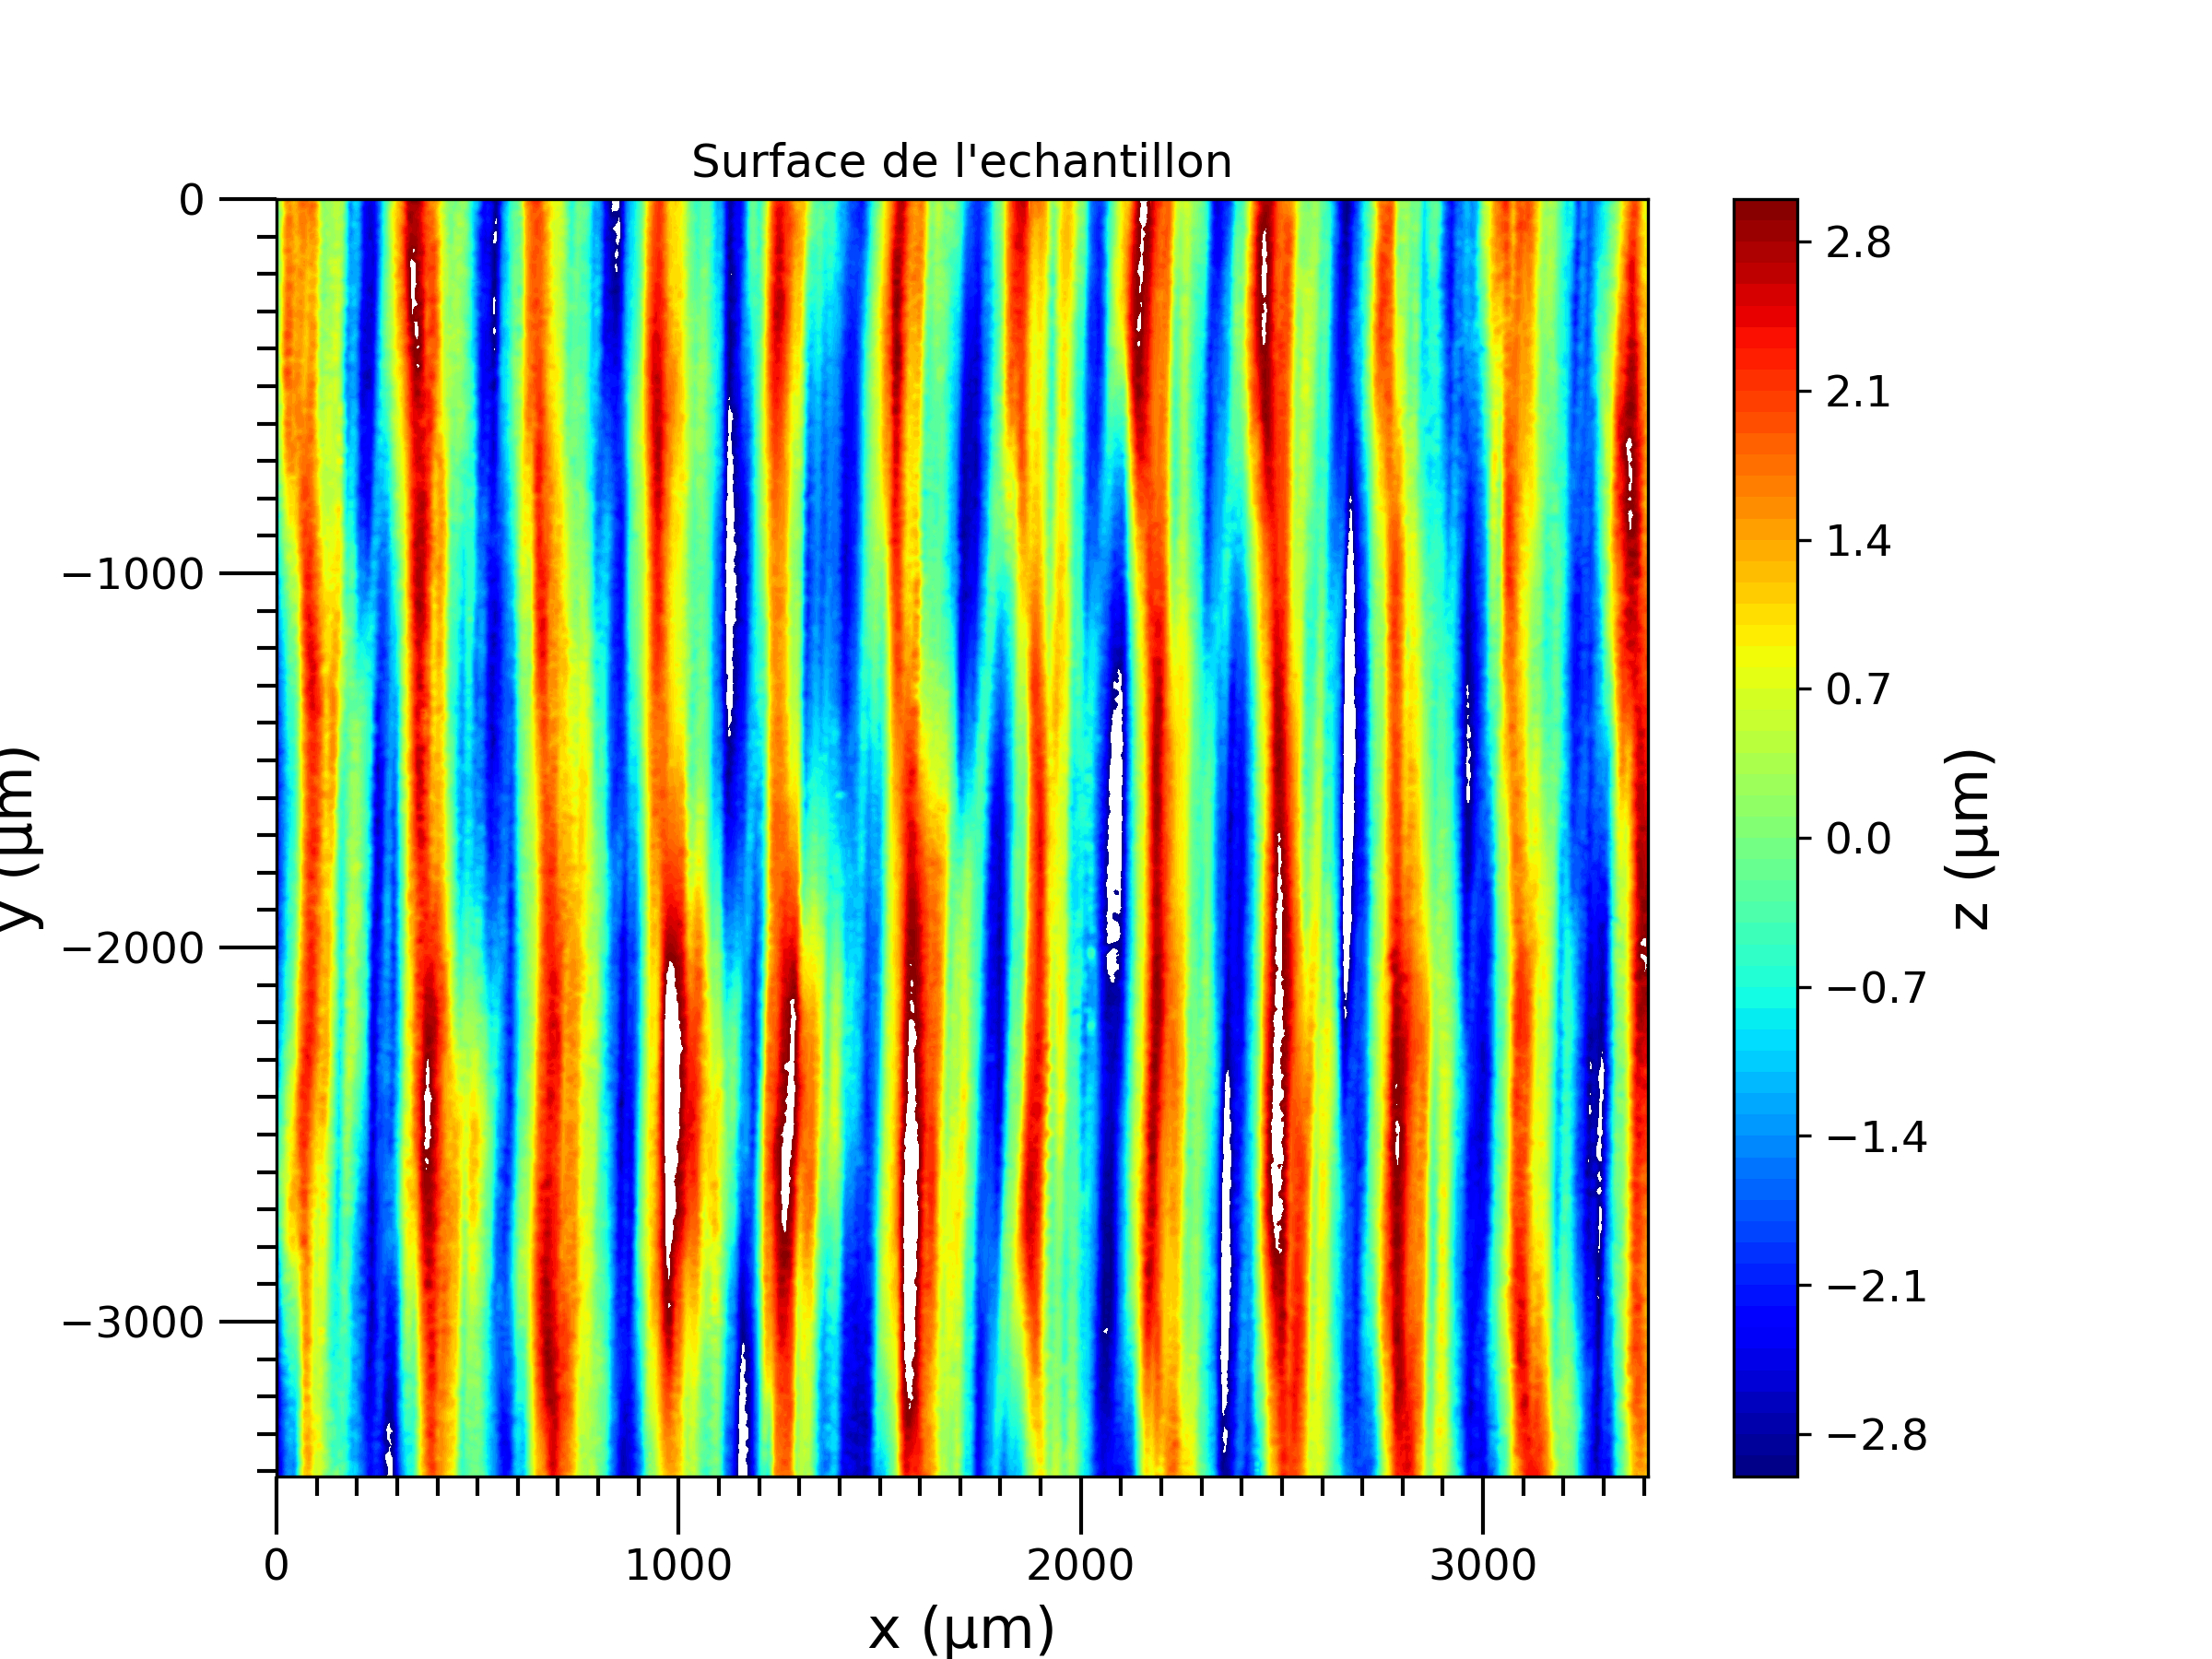 Surface de l'echantillon
0
−1000
−2000
−3000
y (µm)
0 1000 2000 3000
x (µm)
2.8
2.1
1.4
0.7
0.0
−0.7
−1.4
−2.1
−2.8
z (µm)